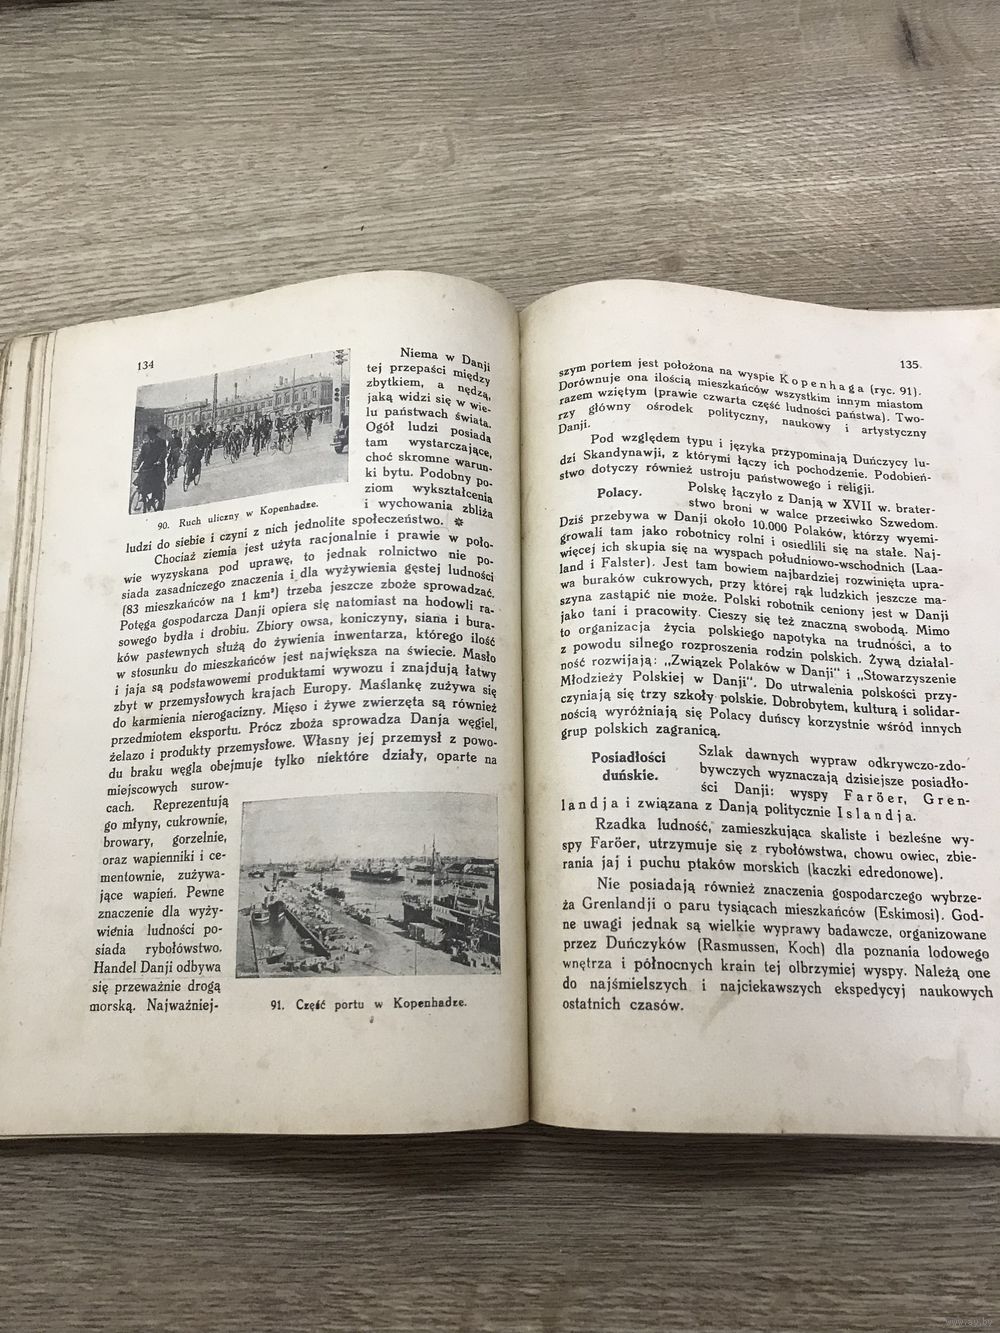 134
Niema w Danji
tej przepaści między
zbytkiem, a nędzą,
jaką widzi się w wie-
lu państwach świata.
Ogół ludzi posiada
tam wystarczające,
choć skromne warun-
ki bytu. Podobny po-
ziom wykształcenia
i wychowania zbliża
90. Ruch uliczny w Kopenhadze.
ludzi do siebie i czyni z nich jednolite społeczeństwo.
Chociaż ziemia jest użyta racjonalnie i prawie w poło-
wie wyzyskana pod uprawę, to jednak rolnictwo nie po-
siada zasadniczego znaczenia i dla wyżywienia gęstej ludności
(83 mieszkańców na 1 km²) trzeba jeszcze zboże sprowadzać.
Potęga gospodarcza Danji opiera się natomiast na hodowli ra-
sowego bydła i drobiu. Zbiory owsa, koniczyny, siana i bura-
ków pastewnych służą do żywienia inwentarza, którego ilość
w stosunku do mieszkańców jest największa na świecie. Masło
i jaja są podstawowemi produktami wywozu i znajdują łatwy
zbyt w przemysłowych krajach Europy. Maślankę zużywa się
do karmienia nierogacizny. Mięso i żywe zwierzęta są również
przedmiotem eksportu. Prócz zboża sprowadza Danja węgiel,
żelazo i produkty przemysłowe. Własny jej przemysł z powo-
du braku węgla obejmuje tylko niektóre działy, oparte na
miejscowych surow-
cach. Reprezentują
go młyny, cukrownie,
browary, gorzelnie,
oraz wapienniki i ce-
mentownie, zużywa-
jące wapień. Pewne
znaczenie dla wyży-
wienia ludności po-
siada rybołówstwo.
Handel Danji odbywa
się przeważnie drogą
morską. Najważniej-
91. Część portu w Kopenhadze.
135
szym portem jest położona na wyspie Kopenhaga (ryc. 91).
Dorównuje ona ilością mieszkańców wszystkim innym miastom
razem wziętym (prawie czwarta część ludności państwa). Two-
rzy główny ośrodek polityczny, naukowy i artystyczny
Danji.
Pod względem typu i języka przypominają Duńczycy lu-
dzi Skandynawji, z którymi łączy ich pochodzenie. Podobień-
stwo dotyczy również ustroju państwowego i religji.
Polacy. Polskę łączyło z Danją w XVII w. brater-
stwo broni w walce przeciwko Szwedom.
Dziś przebywa w Danji około 10.000 Polaków, którzy wyemi-
growali tam jako robotnicy rolni i osiedlili się na stałe. Naj-
więcej ich skupia się na wyspach południowo-wschodnich (Laa-
land i Falster). Jest tam bowiem najbardziej rozwinięta upra-
wa buraków cukrowych, przy której rąk ludzkich jeszcze ma-
szyna zastąpić nie może. Polski robotnik ceniony jest w Danji
jako tani i pracowity. Cieszy się też znaczną swobodą. Mimo
to organizacja życia polskiego napotyka na trudności, a to
z powodu silnego rozproszenia rodzin polskich. Żywą działal-
ność rozwijają: „Związek Polaków w Danji" i „Stowarzyszenie
Młodzieży Polskiej w Danji". Do utrwalenia polskości przy-
czyniają się trzy szkoły polskie. Dobrobytem, kulturą i solidar-
nością wyróżniają się Polacy duńscy korzystnie wśród innych
grup polskich zagranicą.
Posiadłości duńskie. Szlak dawnych wypraw odkrywczo-zdo-
bywczych wyznaczają dzisiejsze posiadło-
ści Danji: wyspy Faröer, Gren-
landja i związana z Danją politycznie Islandja.
Rzadka ludność, zamieszkująca skaliste i bezleśne wy-
spy Faröer, utrzymuje się z rybołówstwa, chowu owiec, zbie-
rania jaj i puchu ptaków morskich (kaczki edredonowe).
Nie posiadają również znaczenia gospodarczego wybrze-
ża Grenlandji o paru tysiącach mieszkańców (Eskimosi). God-
ne uwagi jednak są wielkie wyprawy badawcze, organizowane
przez Duńczyków (Rasmussen, Koch) dla poznania lodowego
wnętrza i północnych krain tej olbrzymiej wyspy. Należą one
do najśmielszych i najciekawszych ekspedycyj naukowych
ostatnich czasów.